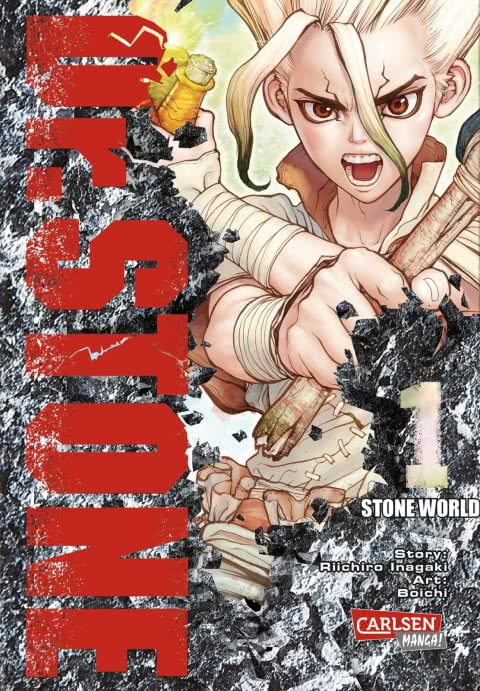 Dr.STONE
1
STONE WORLD
Story:
Riichiro Inagaki
Art:
Boichi
CARLSEN
MANGA!